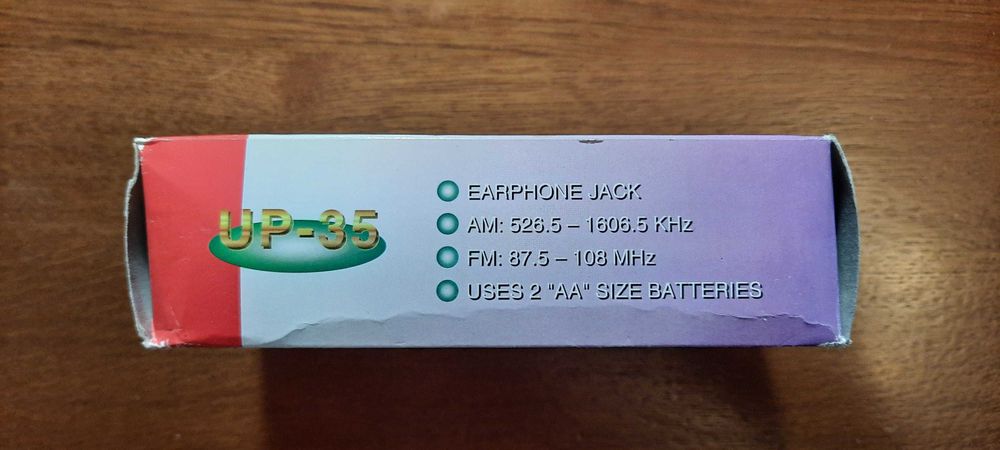 UP-35
EARPHONE JACK
AM: 526.5 – 1606.5 KHz
FM: 87.5 – 108 MHz
USES 2 "AA" SIZE BATTERIES